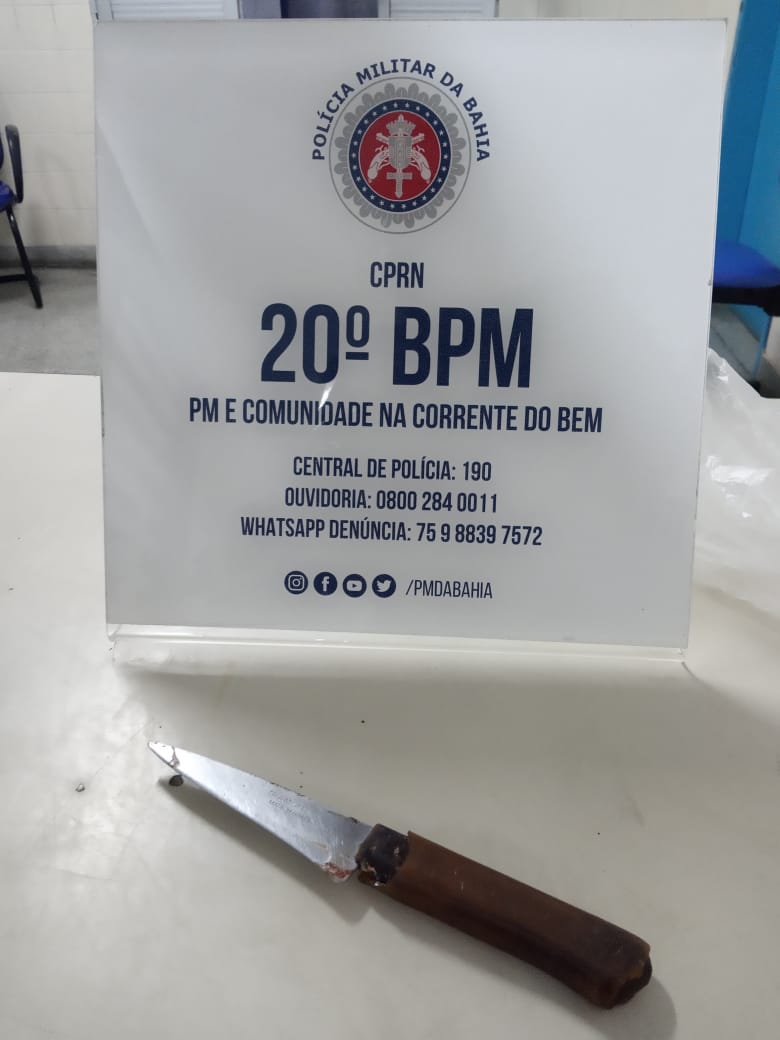 POLÍCIA MILITAR DA BAHIA
CPRN
20º BPM
PM E COMUNIDADE NA CORRENTE DO BEM
CENTRAL DE POLÍCIA: 190
OUVIDORIA: 0800 284 0011
WHATSAPP DENÚNCIA: 75 9 8839 7572
/PMDABAHIA